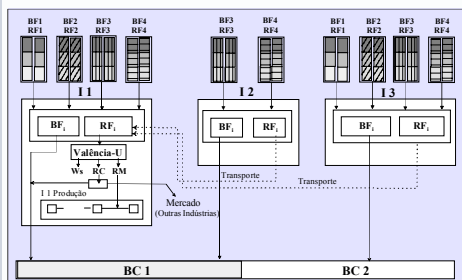 BF1 BF2 BF3 BF4
RF1 RF2 RF3 RF4
BF3 BF4
RF3 RF4
BF1 BF2 BF3 BF4
RF1 RF2 RF3 RF4
I 1
I 2
I 3
BFi RFi
BFi RFi
BFi RFi
Valência-U
Ws RC RM
Transporte
Transporte
I 1 Produção
Mercado
(Outras Indústrias)
BC 1
BC 2